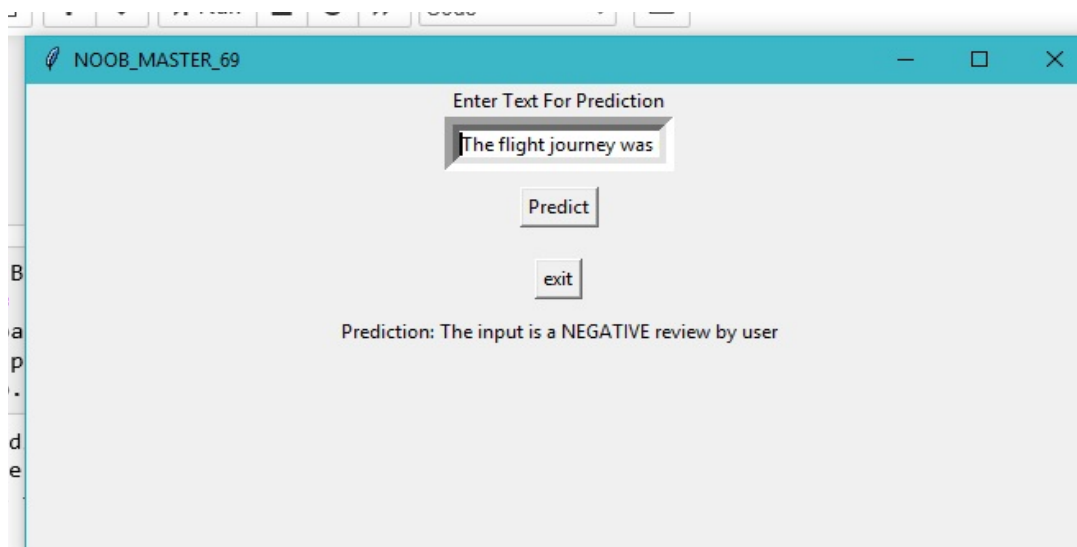 NOOB_MASTER_69
Enter Text For Prediction
The flight journey was
Predict
exit
Prediction: The input is a NEGATIVE review by user
B
a
p
.
d
e